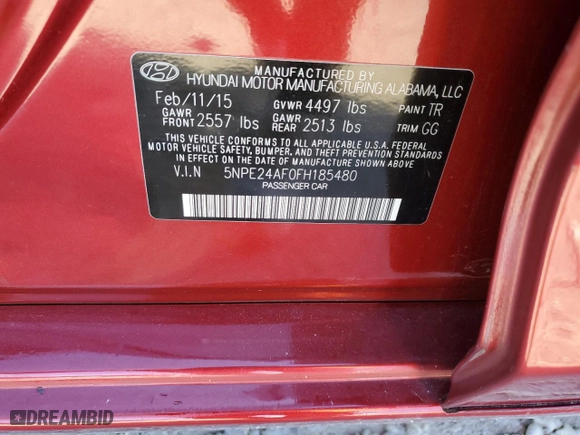 MANUFACTURED BY
HYUNDAI MOTOR MANUFACTURING ALABAMA, LLC
Feb/11/15 GVWR 4497 lbs PAINT TR
GAWR FRONT 2557 lbs GAWR REAR 2513 lbs TRIM GG
THIS VEHICLE CONFORMS TO ALL APPLICABLE U.S.A. FEDERAL
MOTOR VEHICLE SAFETY, BUMPER, AND THEFT PREVENTION STANDARDS
IN EFFECT ON THE DATE OF MANUFACTURE SHOWN ABOVE.
V.I.N 5NPE24AF0FH185480
PASSENGER CAR
DREAMBID